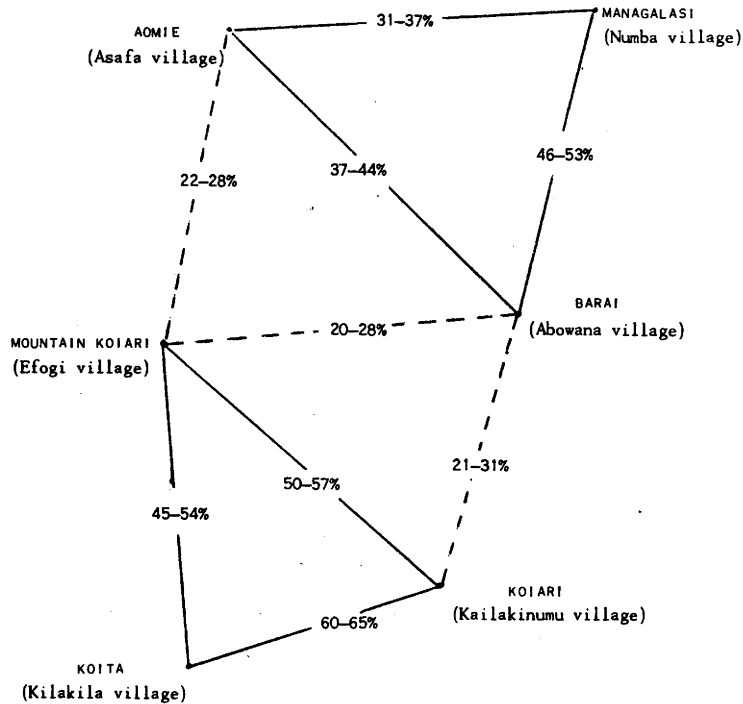 31–37%
MANAGALASI
(Numba village)
AOMIE
(Asafa village)
46–53%
37–44%
22–28%
BARAI
(Abowana village)
20–28%
MOUNTAIN KOIARI
(Efogi village)
21–31%
50–57%
45–54%
KOIARI
(Kailakinumu village)
60–65%
KOITA
(Kilakila village)